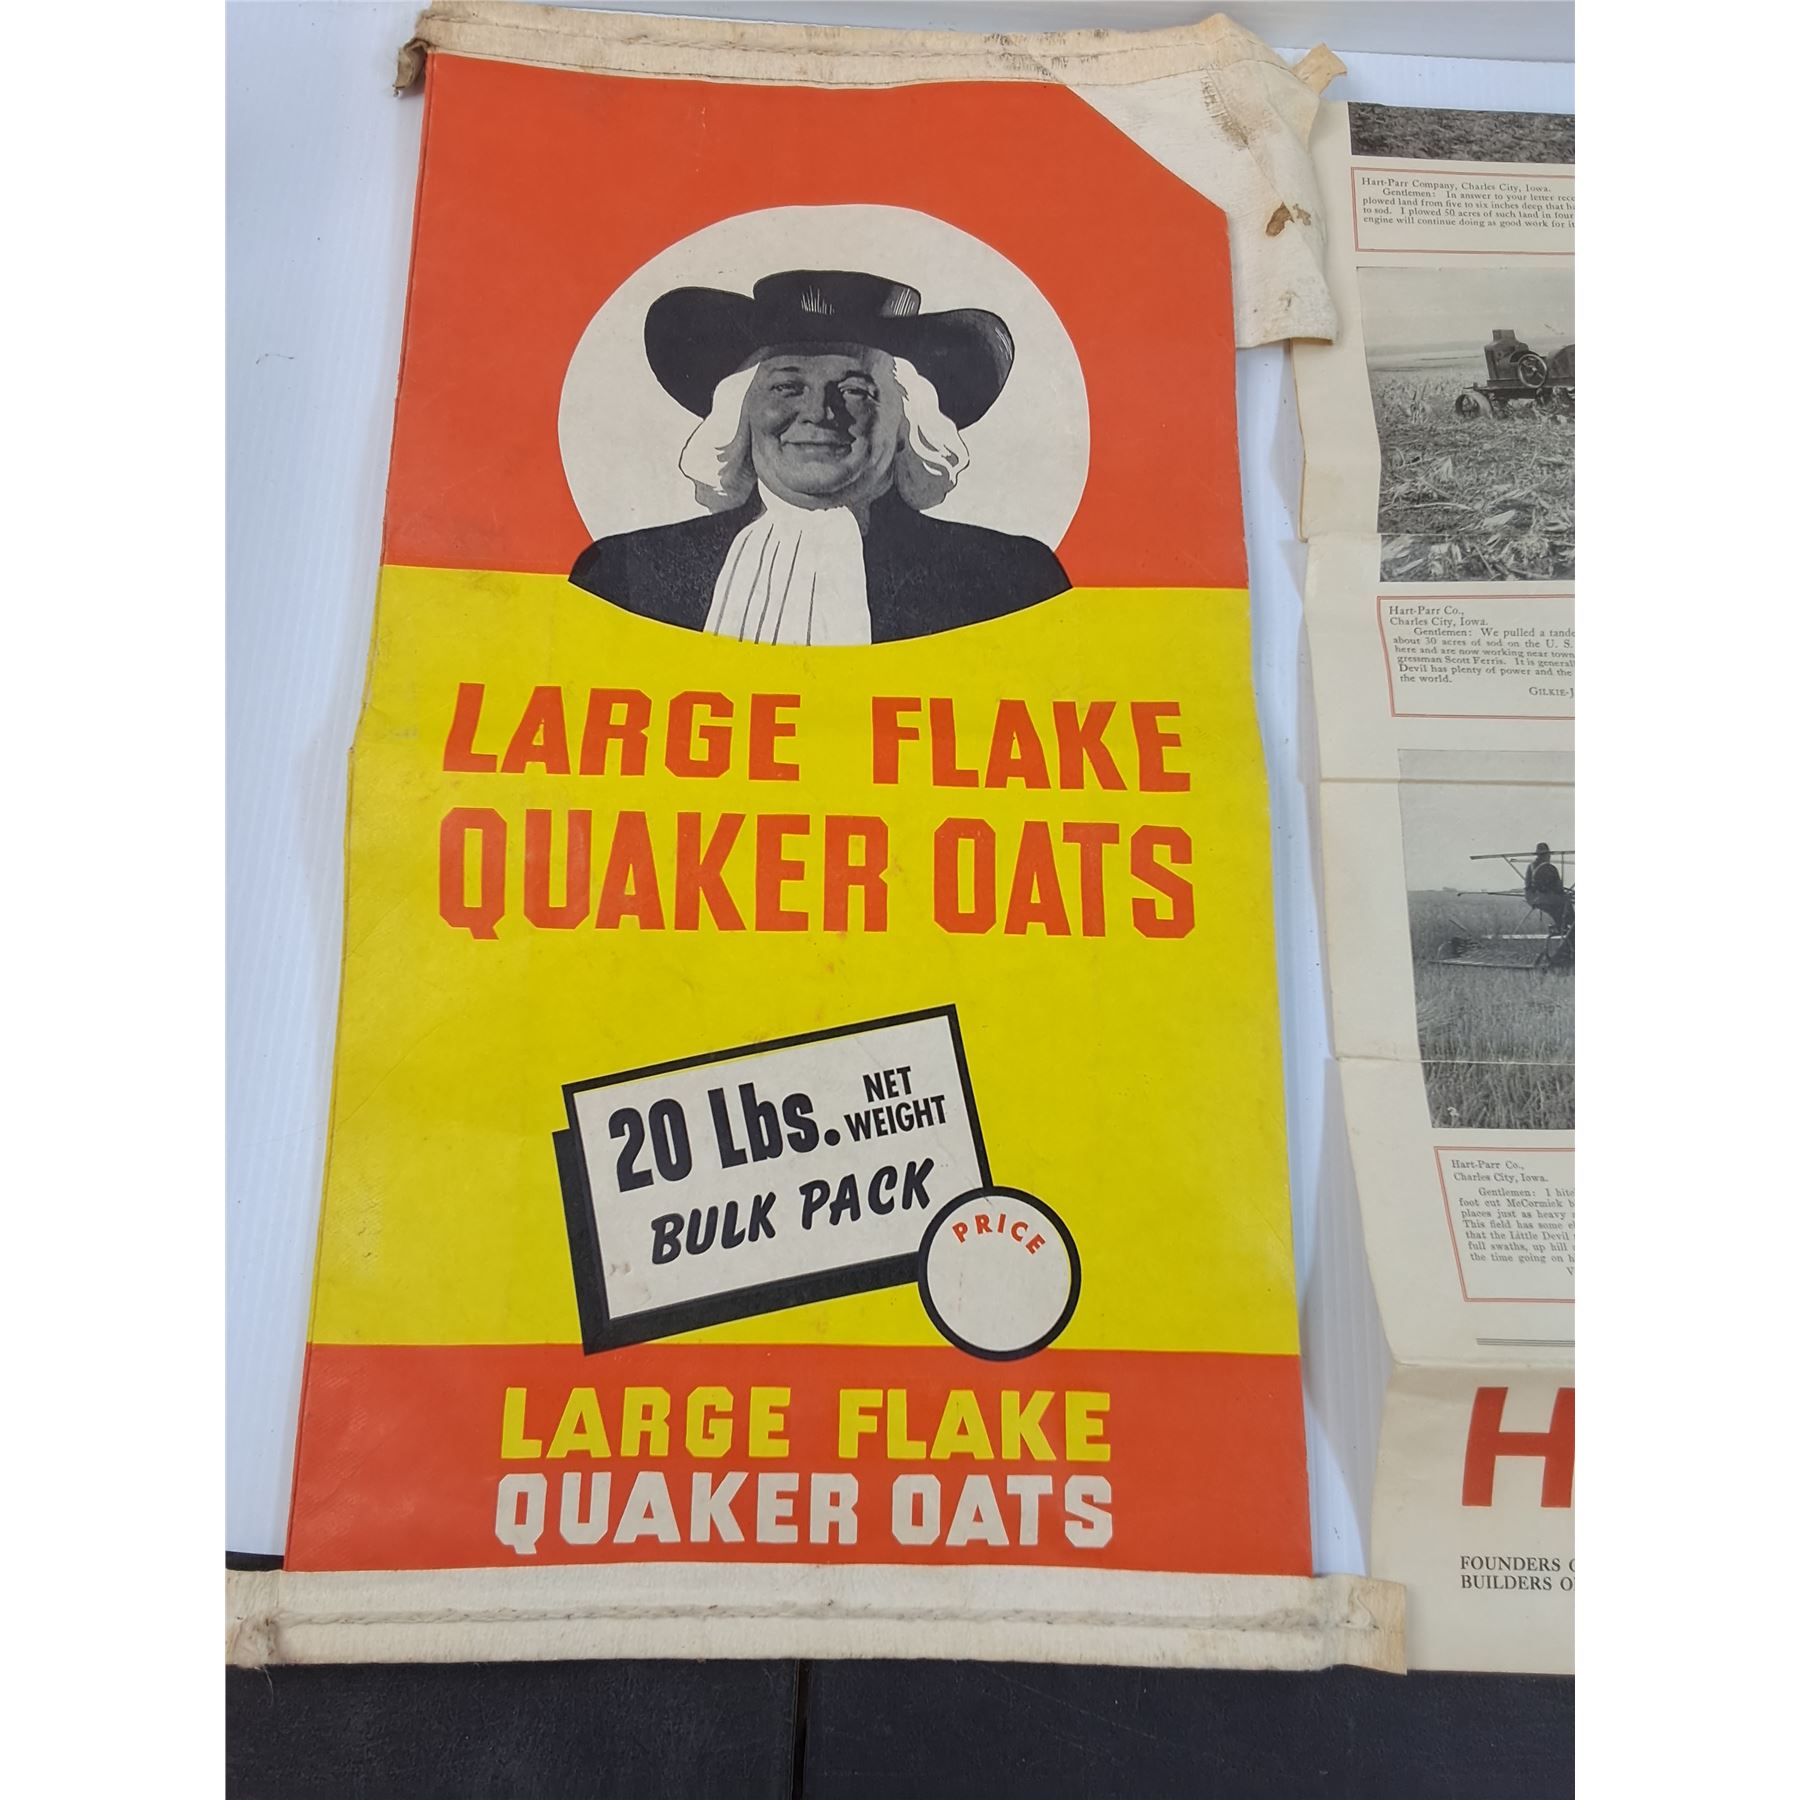 LARGE FLAKE
QUAKER OATS
20 Lbs. NET
WEIGHT
BULK PACK
PRICE
LARGE FLAKE
QUAKER OATS
Hart-Parr Company, Charles City, Iowa.
Gentlemen: In answer to your letter
plowed land from five to six inches deep that
to sod. I plowed 50 acres of such land in four
engine will continue doing as good work for
Hart-Parr Co.,
Charles City, Iowa.
Gentlemen: We pulled a
about 30 acres of sod on the U. S.
here and are now working near town
gressman Scott Ferris. It is
Devil has plenty of power and the
the world.
Hart-Parr Co.,
Charles City, Iowa.
Gentlemen: I
foot cut McCormick
places just as heavy
This field has some
that the Little Devil
full swaths, up hill
the time going on
H
FOUNDERS
BUILDERS